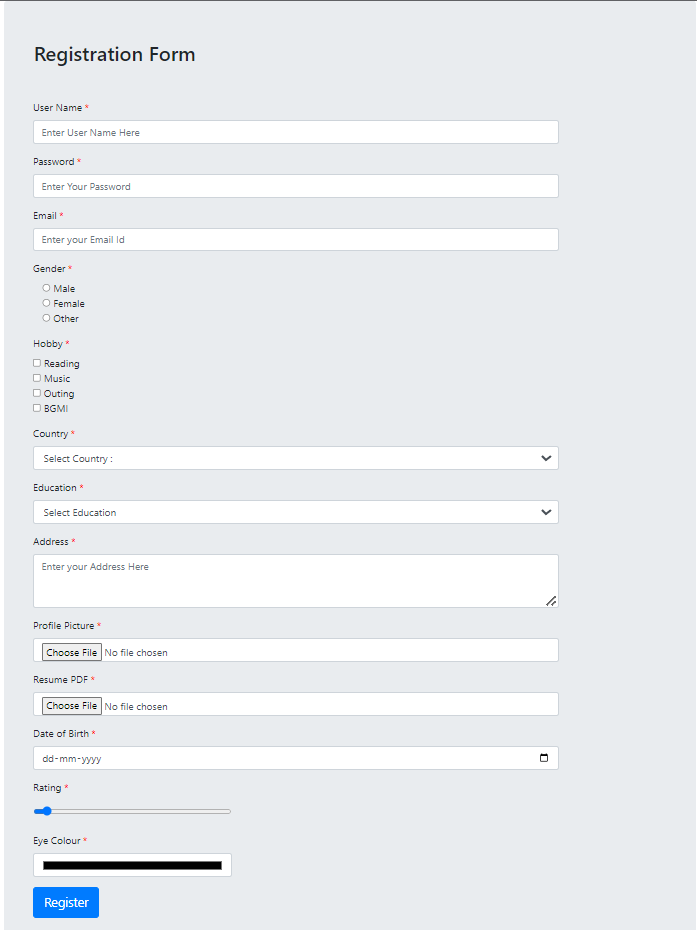 Registration Form
User Name *
Enter User Name Here
Password *
Enter Your Password
Email *
Enter your Email Id
Gender *
Male
Female
Other
Hobby *
Reading
Music
Outing
BGMI
Country *
Select Country :
Education *
Select Education
Address *
Enter your Address Here
Profile Picture *
Choose File No file chosen
Resume PDF *
Choose File No file chosen
Date of Birth *
dd-mm-yyyy
Rating *
Eye Colour *
Register